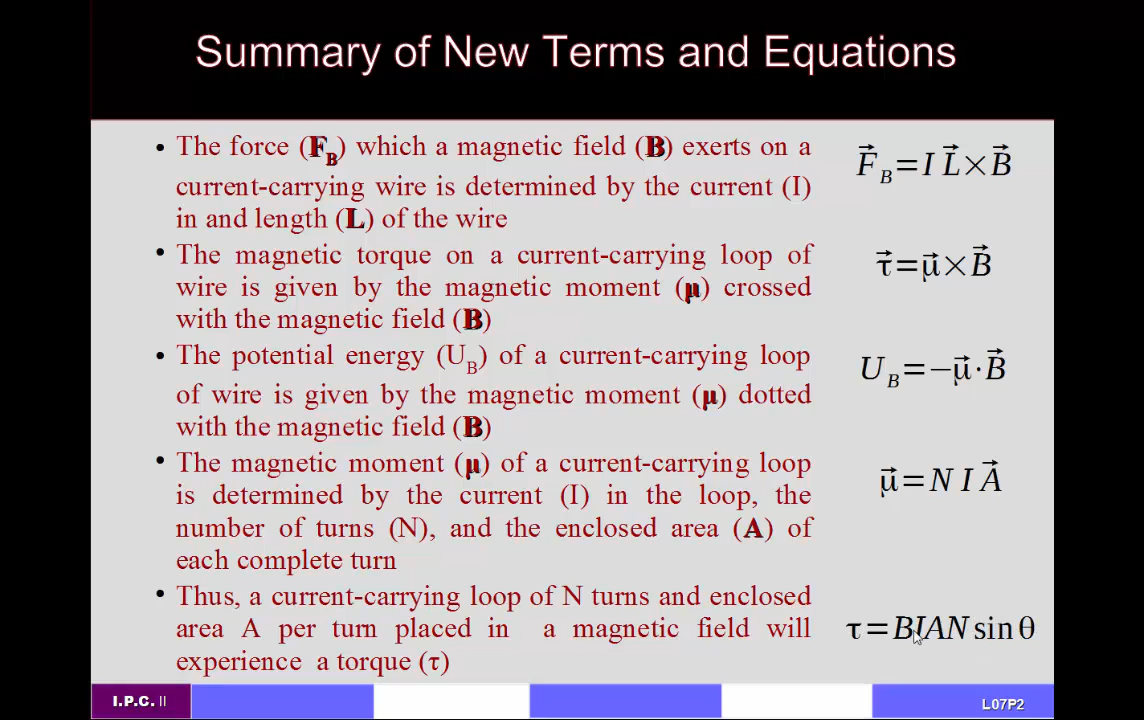 Summary of New Terms and Equations
• The force (F_B) which a magnetic field (B) exerts on a
current-carrying wire is determined by the current (I)
in and length (L) of the wire
F⃗_B = I L⃗ × B⃗
• The magnetic torque on a current-carrying loop of
wire is given by the magnetic moment (μ) crossed
with the magnetic field (B)
τ⃗ = μ⃗ × B⃗
• The potential energy (U_B) of a current-carrying loop
of wire is given by the magnetic moment (μ) dotted
with the magnetic field (B)
U_B = −μ⃗ · B⃗
• The magnetic moment (μ) of a current-carrying loop
is determined by the current (I) in the loop, the
number of turns (N), and the enclosed area (A) of
each complete turn
μ⃗ = N I A⃗
• Thus, a current-carrying loop of N turns and enclosed
area A per turn placed in a magnetic field will
experience a torque (τ)
τ = BIAN sin θ
I.P.C. II
L07P2